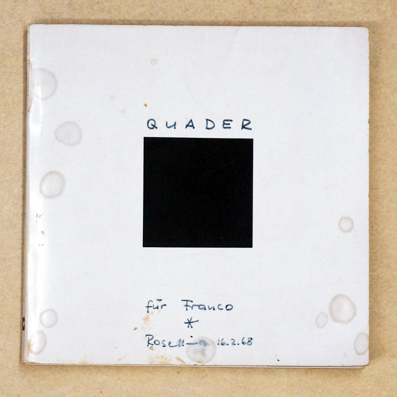 QUADER
für Franco
*
16.2.68